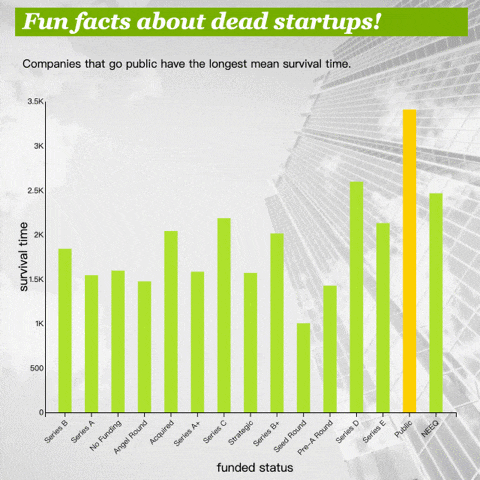 Fun facts about dead startups!
Companies that go public have the longest mean survival time.
3.5K
3K
2.5K
2K
1.5K
1K
500
0
survival time
Series B
Series A
No Funding
Angel Round
Acquired
Series A+
Series C
Strategic
Series B+
Seed Round
Pre-A Round
Series D
Series E
Public
NEEQ
funded status